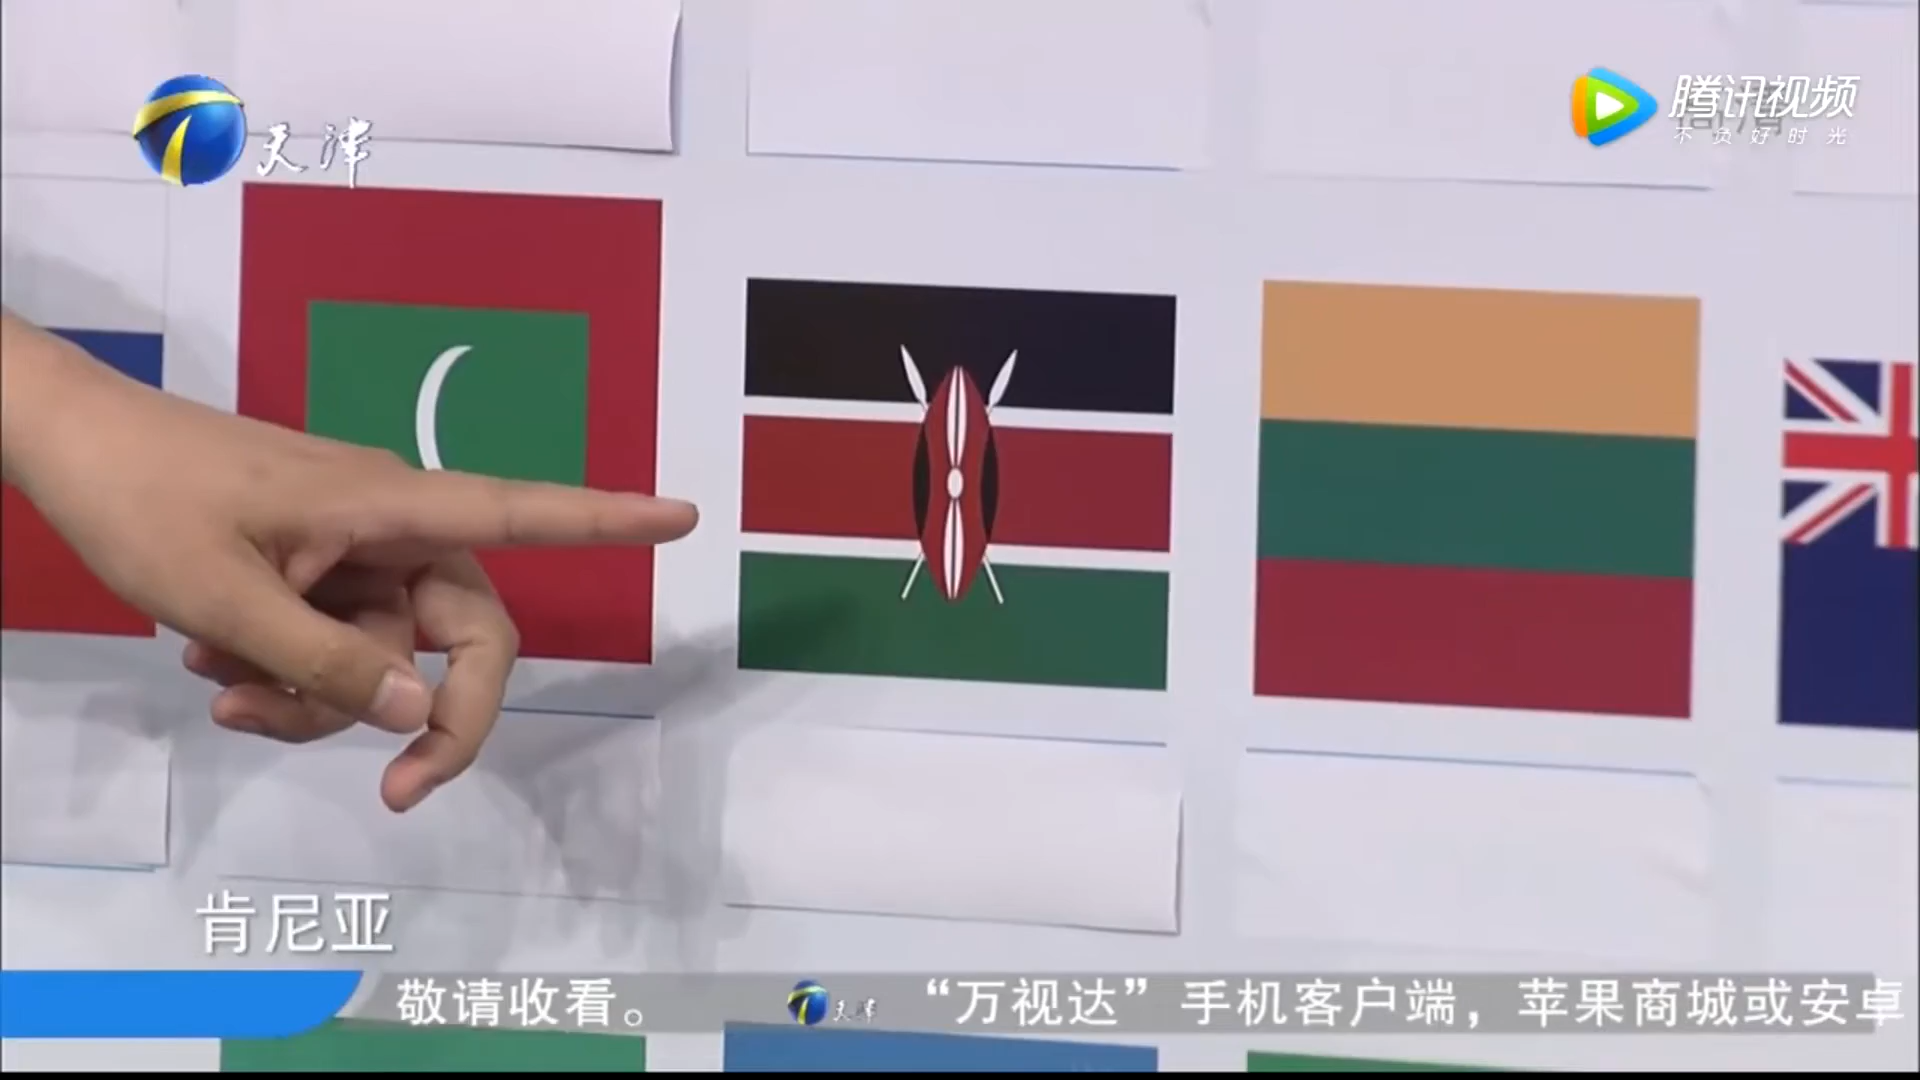 天津
腾讯视频
不负好时光
肯尼亚
敬请收看。 天津 “万视达”手机客户端，苹果商城或安卓